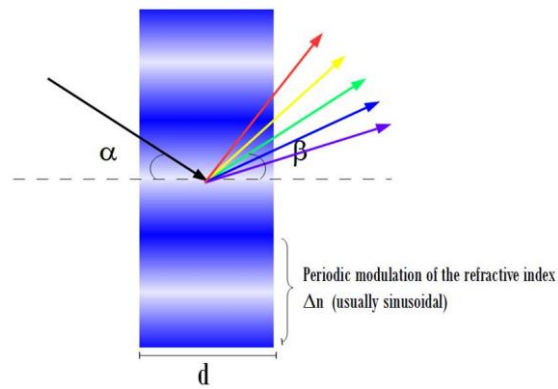 α
β
Periodic modulation of the refractive index
Δn (usually sinusoidal)
d